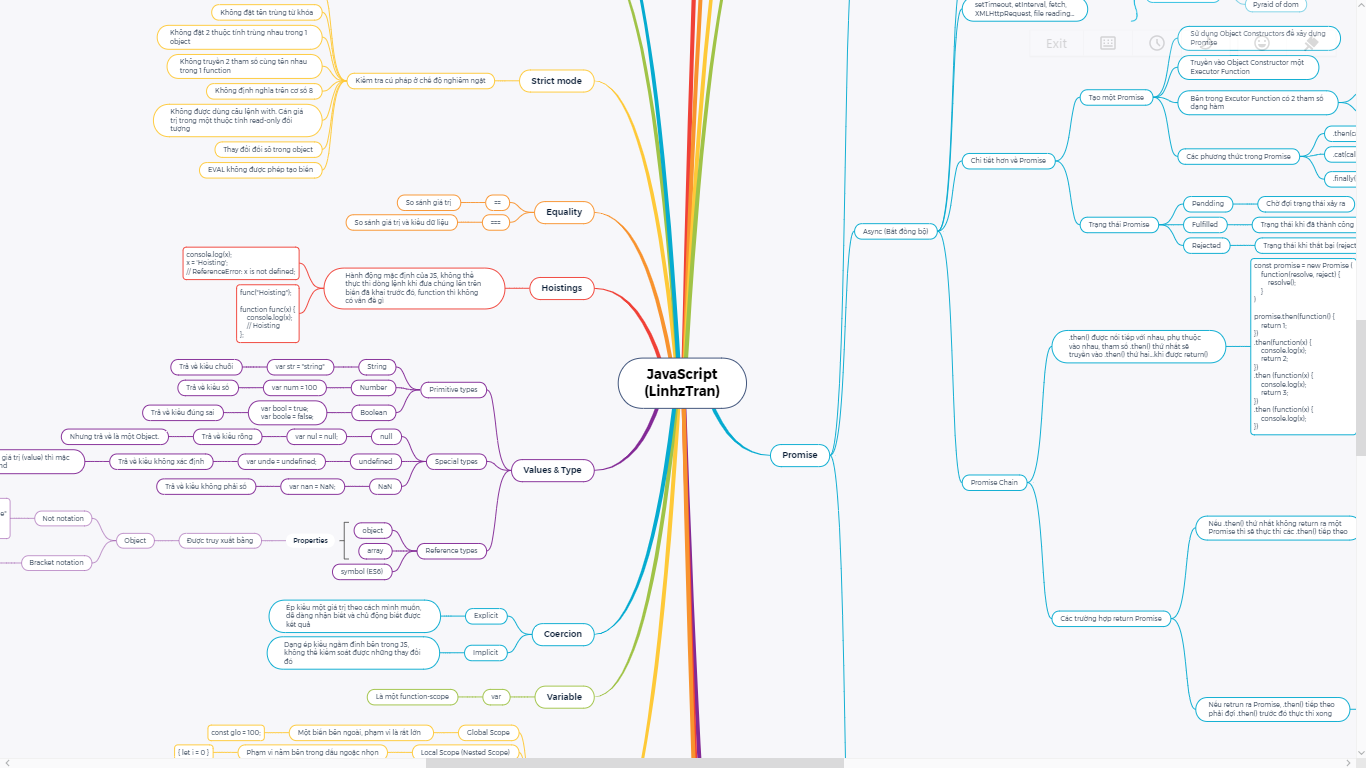 Không đặt tên trùng từ khóa
Không đặt 2 thuộc tính trùng nhau trong 1
object
Không truyền 2 tham số cùng tên nhau
trong 1 function
Không định nghĩa trên cơ số 8
Không được dùng câu lệnh with. Gán giá
trị trong một thuộc tính read-only đối
tượng
Thay đổi đối số trong object
EVAL không được phép tạo biến
Kiểm tra cú pháp ở chế độ nghiêm ngặt
Strict mode
So sánh giá trị
==
So sánh giá trị và kiểu dữ liệu
===
Equality
console.log(x);
x = 'Hoisting';
// ReferenceError: x is not defined;
func("Hoisting");
function func(x) {
console.log(x);
// Hoisting
};
Hành động mặc định của JS, không thể
thực thi dòng lệnh khi đưa chúng lên trên
biến đã khai trước đó, function thì không
có vấn đề gì
Hoistings
JavaScript
(LinhzTran)
Trả về kiểu chuỗi
var str = "string"
String
Trả về kiểu số
var num = 100
Number
Trả về kiểu đúng sai
var bool = true;
var boole = false;
Boolean
Primitive types
Nhưng trả về là một Object.
Trả về kiểu rỗng
var nul = null;
null
giá trị (value) thì mặc
Trả về kiểu không xác định
var unde = undefined;
undefined
Special types
Trả về kiểu không phải số
var nan = NaN;
NaN
Values & Type
Not notation
Bracket notation
Object
Được truy xuất bằng
Properties
object
array
symbol (ES6)
Reference types
Ép kiểu một giá trị theo cách mình muốn,
dễ dàng nhận biết và chủ động biết được
kết quả
Explicit
Dạng ép kiểu ngầm định bên trong JS,
không thể kiểm soát được những thay đổi
đó
Implicit
Coercion
Là một function-scope
var
Variable
const glo = 100;
Một biến bên ngoài, phạm vi là rất lớn
Global Scope
{ let i = 0 }
Phạm vi nằm bên trong dấu ngoặc nhọn
Local Scope (Nested Scope)
Promise
Async (Bất đồng bộ)
setTimeout, etInterval, fetch,
XMLHttpRequest, file reading...
Pyraid of dom
Exit
Chi tiết hơn về Promise
Tạo một Promise
Sử dụng Object Constructors để xây dựng
Promise
Truyền vào Object Constructor một
Executor Function
Bên trong Excutor Function có 2 tham số
dạng hàm
Các phương thức trong Promise
.then(c
.cat(cal
.finally(
Trạng thái Promise
Pendding
Chờ đợi trạng thái xảy ra
Fulfilled
Trạng thái khi đã thành công
Rejected
Trạng thái khi thất bại (reject
Promise Chain
.then() được nối tiếp với nhau, phụ thuộc
vào nhau, tham số .then() thứ nhất sẽ
truyền vào .then() thứ hai...khi được return()
const promise = new Promise (
function(resolve, reject) {
resolve();
}
)
promise.then(function() {
return 1;
})
.then(function(x) {
console.log(x);
return 2;
})
.then (function(x) {
console.log(x);
return 3;
})
.then (function(x) {
console.log(x);
})
Các trường hợp return Promise
Nếu .then() thứ nhất không return ra một
Promise thì sẽ thực thi các .then() tiếp theo
Nếu retrun ra Promise, .then() tiếp theo
phải đợi .then() trước đó thực thi xong